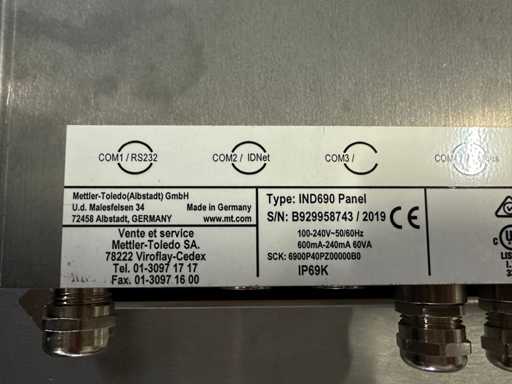 COM1 / RS232
COM2 / IDNet
COM3 /
Mettler-Toledo(Albstadt) GmbH
U.d. Malesfelsen 34
Made in Germany
72458 Albstadt, GERMANY
www.mt.com
Vente et service
Mettler-Toledo SA.
78222 Viroflay-Cedex
Tel. 01-3097 17 17
Fax. 01-3097 16 00
Type: IND690 Panel
S/N: B929958743 / 2019
CE
100-240V~50/60Hz
600mA-240mA 60VA
SCK: 6900P40PZ00000B0
IP69K
C
UL
LIS
I.